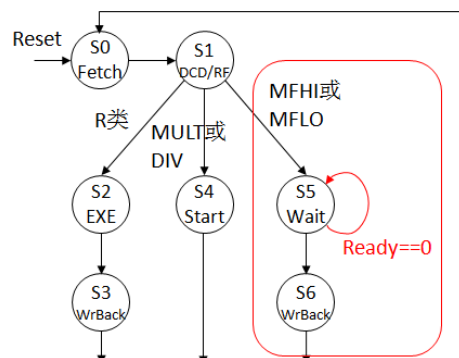 Reset
S0
Fetch
S1
DCD/RF
R类
MULT或
DIV
MFHI或
MFLO
S2
EXE
S4
Start
S5
Wait
Ready==0
S3
WrBack
S6
WrBack